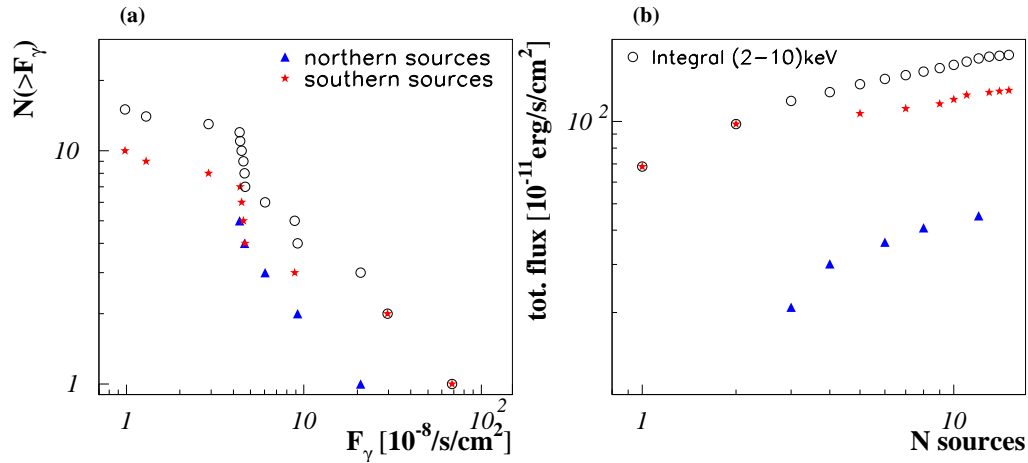 (a)
N(>F_γ)
northern sources
southern sources
10
1
1
10
10^2
F_γ [10^-8/s/cm^2]
(b)
tot. flux [10^-11 erg/s/cm^2]
Integral (2–10)keV
10^2
1
10
N sources